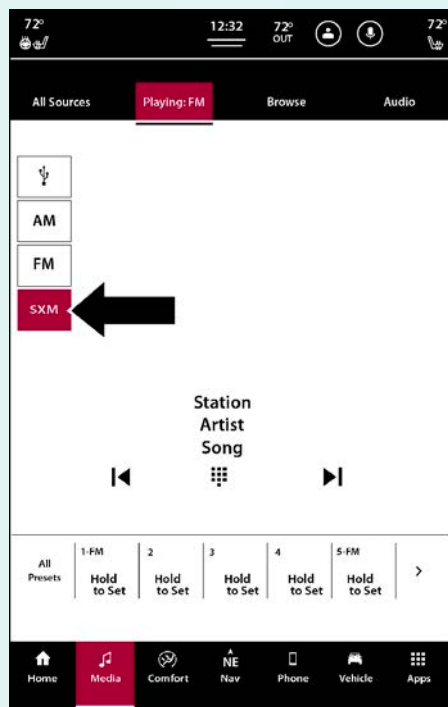 72° 12:32 72° OUT 72°
All Sources Playing: FM Browse Audio
AM
FM
SXM
Station
Artist
Song
All Presets
1-FM 2 3 4 5-FM
Hold to Set Hold to Set Hold to Set Hold to Set Hold to Set
Home Media Comfort NE Nav Phone Vehicle Apps